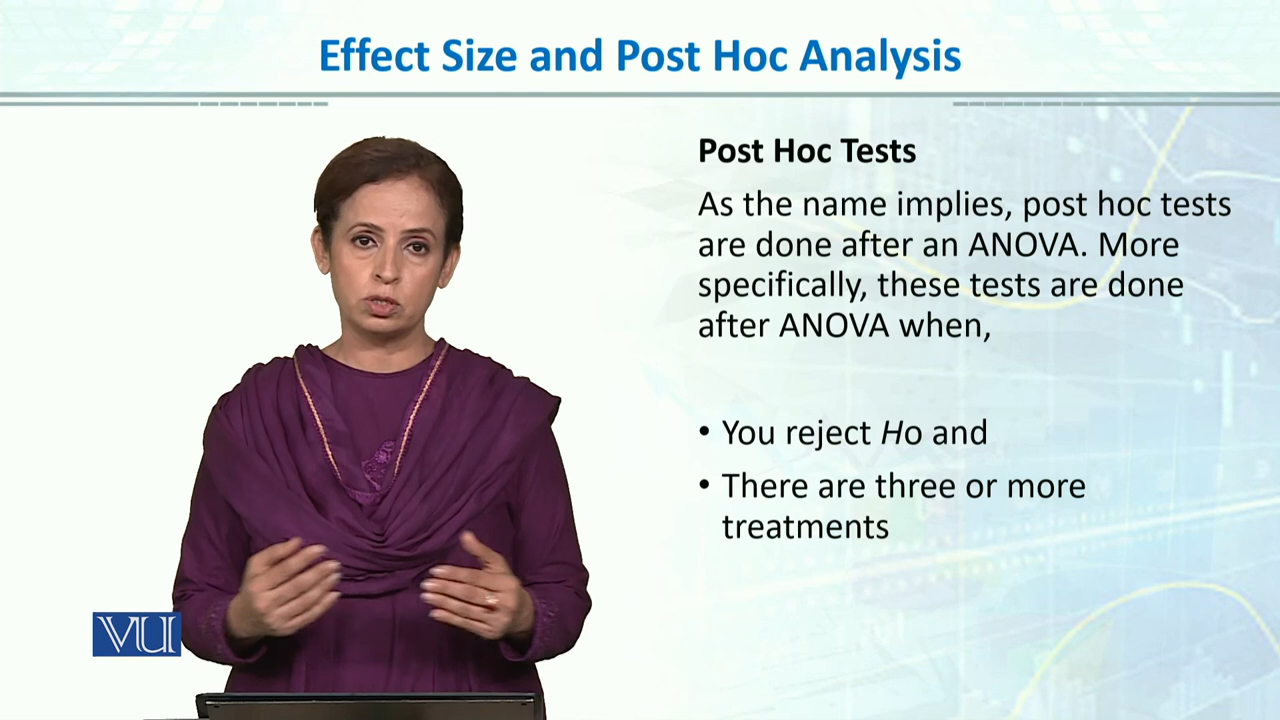 Effect Size and Post Hoc Analysis
Post Hoc Tests
As the name implies, post hoc tests
are done after an ANOVA. More
specifically, these tests are done
after ANOVA when,
• You reject Ho and
• There are three or more
treatments
VU